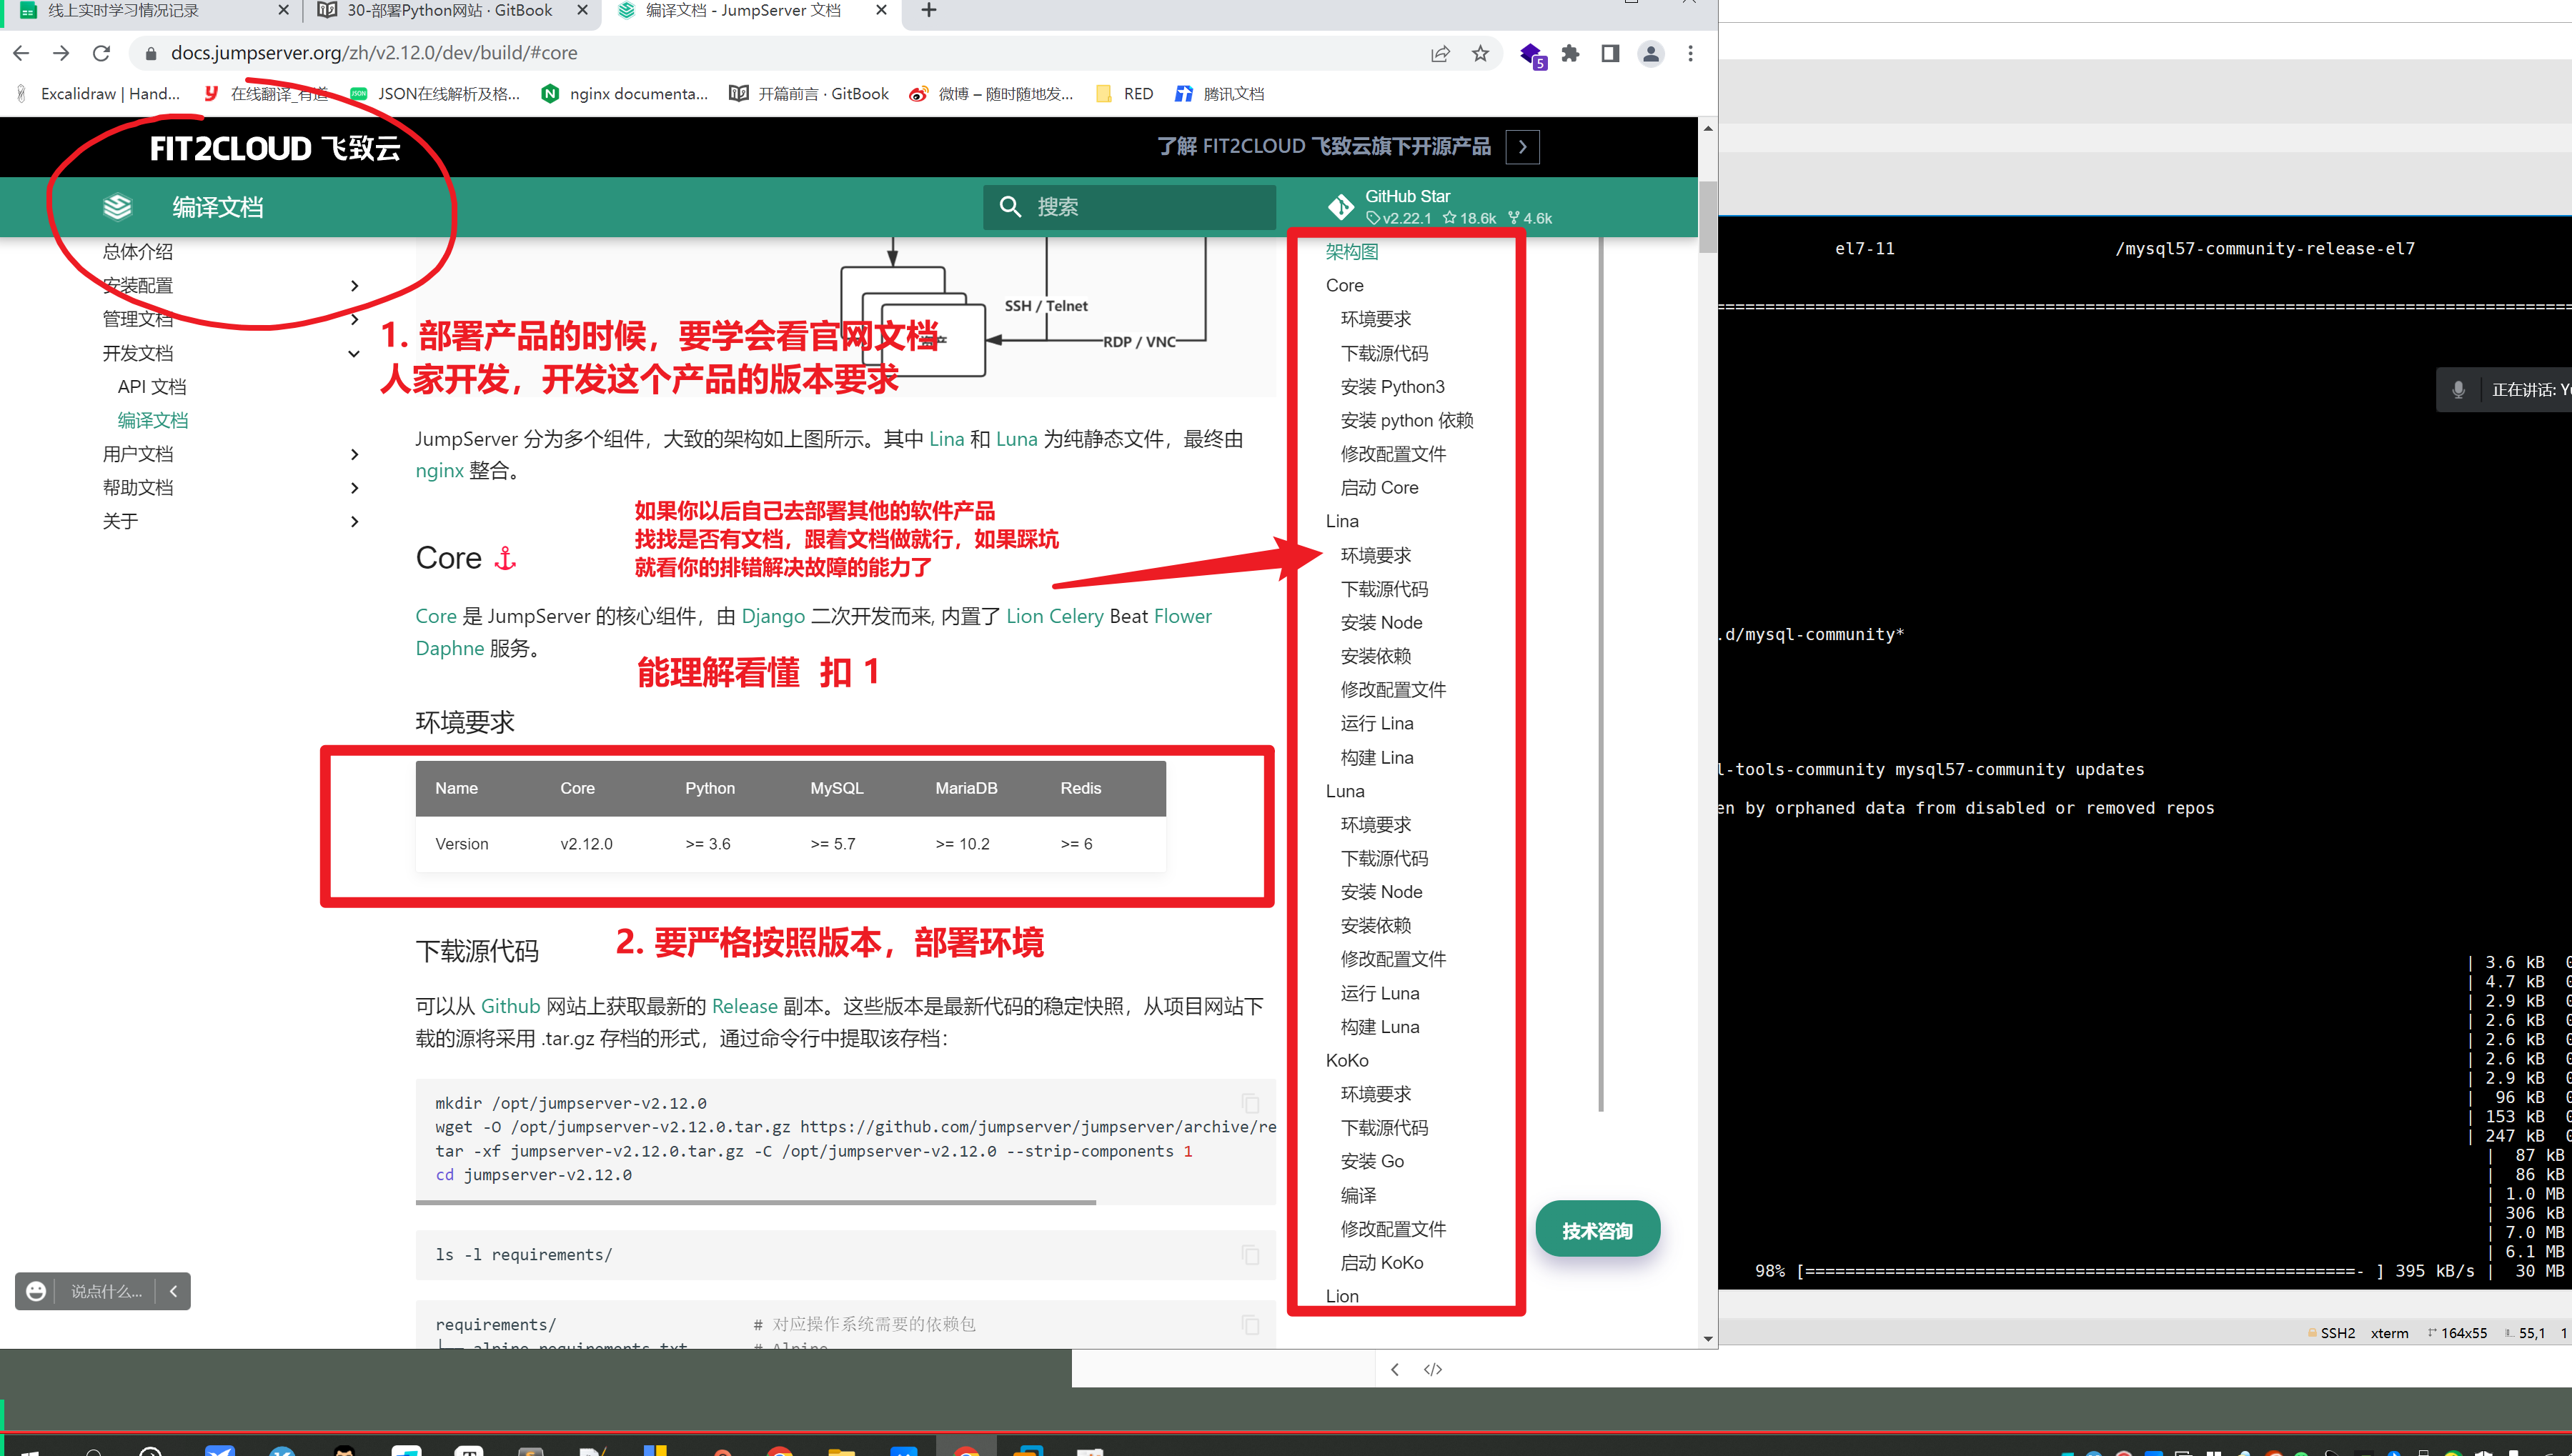 线上实时学习情况记录
30-部署Python网站 · GitBook
编译文档 - JumpServer 文档
docs.jumpserver.org/zh/v2.12.0/dev/build/#core
5
Excalidraw | Hand...
在线翻译_有道
JSON在线解析及格...
nginx documenta...
开篇前言 · GitBook
微博 – 随时随地发...
RED
腾讯文档
FIT2CLOUD 飞致云
了解 FIT2CLOUD 飞致云旗下开源产品
编译文档
搜索
GitHub Star
v2.22.1 18.6k 4.6k
总体介绍
安装配置
管理文档
开发文档
API 文档
编译文档
用户文档
帮助文档
关于
SSH / Telnet
RDP / VNC
1. 部署产品的时候，要学会看官网文档
人家开发，开发这个产品的版本要求
JumpServer 分为多个组件，大致的架构如上图所示。其中 Lina 和 Luna 为纯静态文件，最终由
nginx 整合。
如果你以后自己去部署其他的软件产品
找找是否有文档，跟着文档做就行，如果踩坑
就看你的排错解决故障的能力了
Core
Core 是 JumpServer 的核心组件，由 Django 二次开发而来, 内置了 Lion Celery Beat Flower
Daphne 服务。
能理解看懂 扣 1
环境要求
Name Core Python MySQL MariaDB Redis
Version v2.12.0 >= 3.6 >= 5.7 >= 10.2 >= 6
下载源代码
2. 要严格按照版本，部署环境
可以从 Github 网站上获取最新的 Release 副本。这些版本是最新代码的稳定快照，从项目网站下
载的源将采用 .tar.gz 存档的形式，通过命令行中提取该存档：
mkdir /opt/jumpserver-v2.12.0
wget -O /opt/jumpserver-v2.12.0.tar.gz https://github.com/jumpserver/jumpserver/archive/re
tar -xf jumpserver-v2.12.0.tar.gz -C /opt/jumpserver-v2.12.0 --strip-components 1
cd jumpserver-v2.12.0
ls -l requirements/
requirements/ # 对应操作系统需要的依赖包
架构图
Core
环境要求
下载源代码
安装 Python3
安装 python 依赖
修改配置文件
启动 Core
Lina
环境要求
下载源代码
安装 Node
安装依赖
修改配置文件
运行 Lina
构建 Lina
Luna
环境要求
下载源代码
安装 Node
安装依赖
修改配置文件
运行 Luna
构建 Luna
KoKo
环境要求
下载源代码
安装 Go
编译
修改配置文件
启动 KoKo
Lion
技术咨询
说点什么...
el7-11 /mysql57-community-release-el7
正在讲话:
.d/mysql-community*
l-tools-community mysql57-community updates
en by orphaned data from disabled or removed repos
| 3.6 kB
| 4.7 kB
| 2.9 kB
| 2.6 kB
| 2.6 kB
| 2.6 kB
| 2.9 kB
| 96 kB
| 153 kB
| 247 kB
| 87 kB
| 86 kB
| 1.0 MB
| 306 kB
| 7.0 MB
| 6.1 MB
98% [=======================================================- ] 395 kB/s | 30 MB
SSH2 xterm 164x55 55,1 1